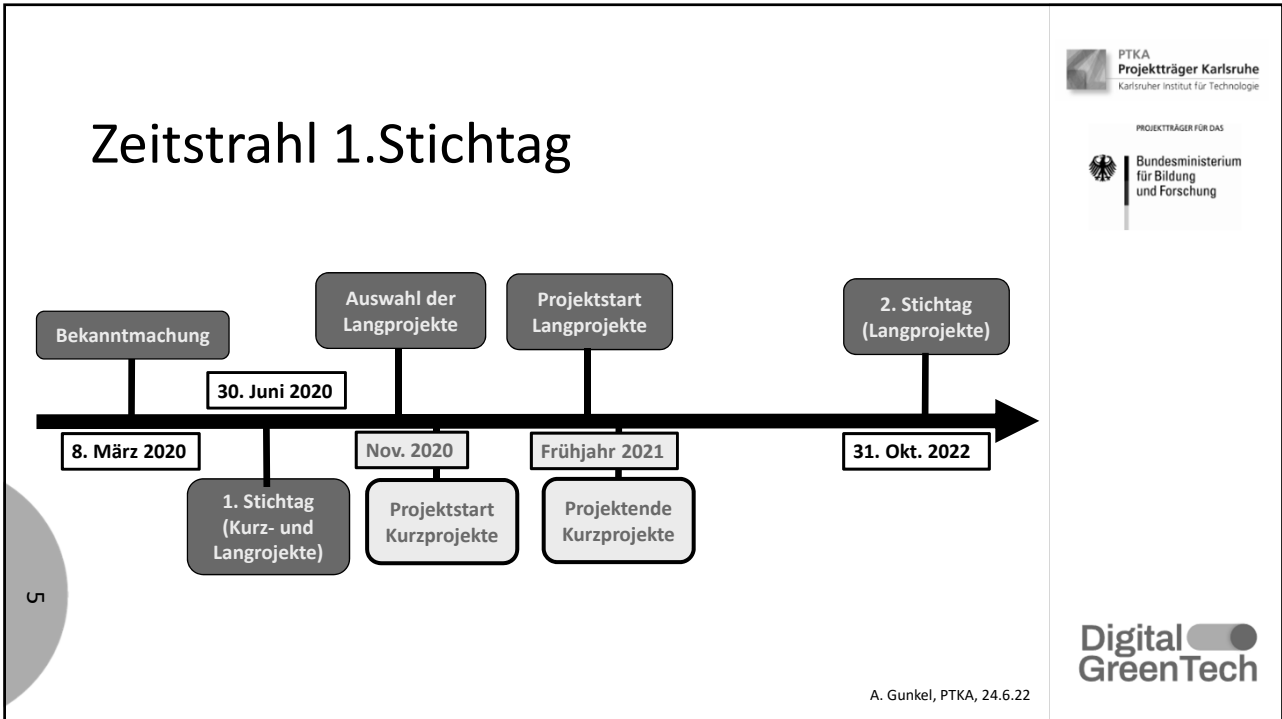 Zeitstrahl 1.Stichtag
Bekanntmachung
Auswahl der
Langprojekte
Projektstart
Langprojekte
2. Stichtag
(Langprojekte)
30. Juni 2020
8. März 2020
Nov. 2020
Frühjahr 2021
31. Okt. 2022
1. Stichtag
(Kurz- und
Langrojekte)
Projektstart
Kurzprojekte
Projektende
Kurzprojekte
5
A. Gunkel, PTKA, 24.6.22
PTKA
Projektträger Karlsruhe
Karlsruher Institut für Technologie
PROJEKTTRÄGER FÜR DAS
Bundesministerium
für Bildung
und Forschung
Digital
GreenTech